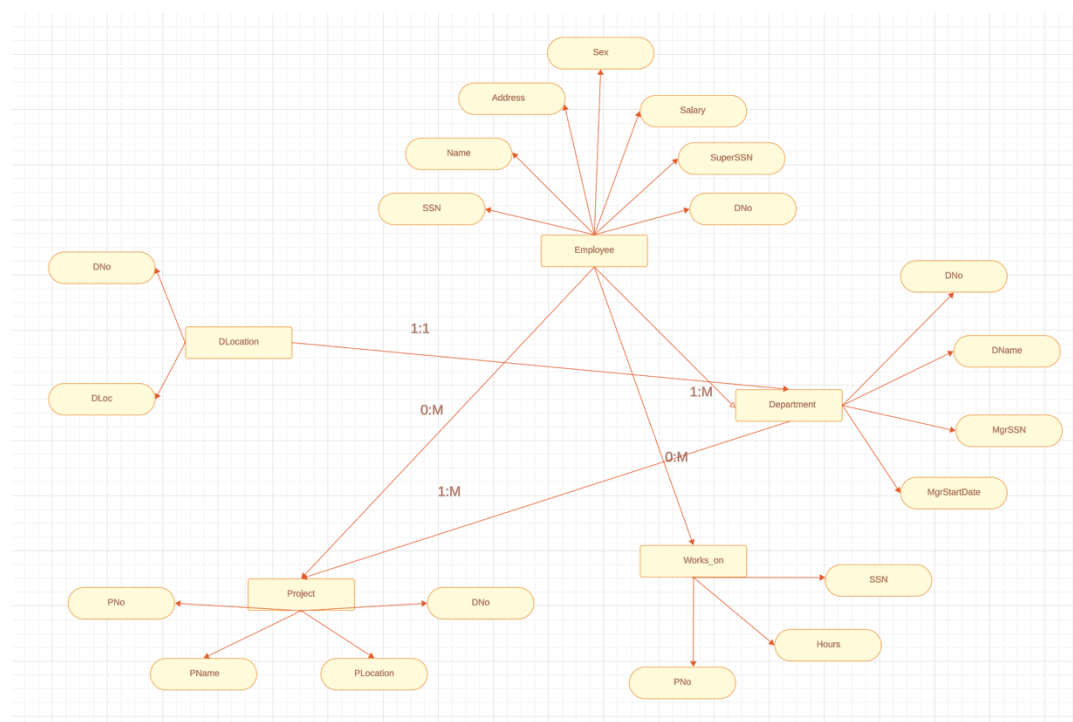 Sex
Address
Salary
Name
SuperSSN
SSN
DNo
Employee
DNo
DNo
DLocation
1:1
DName
DLoc
1:M
Department
0:M
MgrSSN
0:M
1:M
MgrStartDate
Works_on
SSN
Project
PNo
DNo
Hours
PName
PLocation
PNo